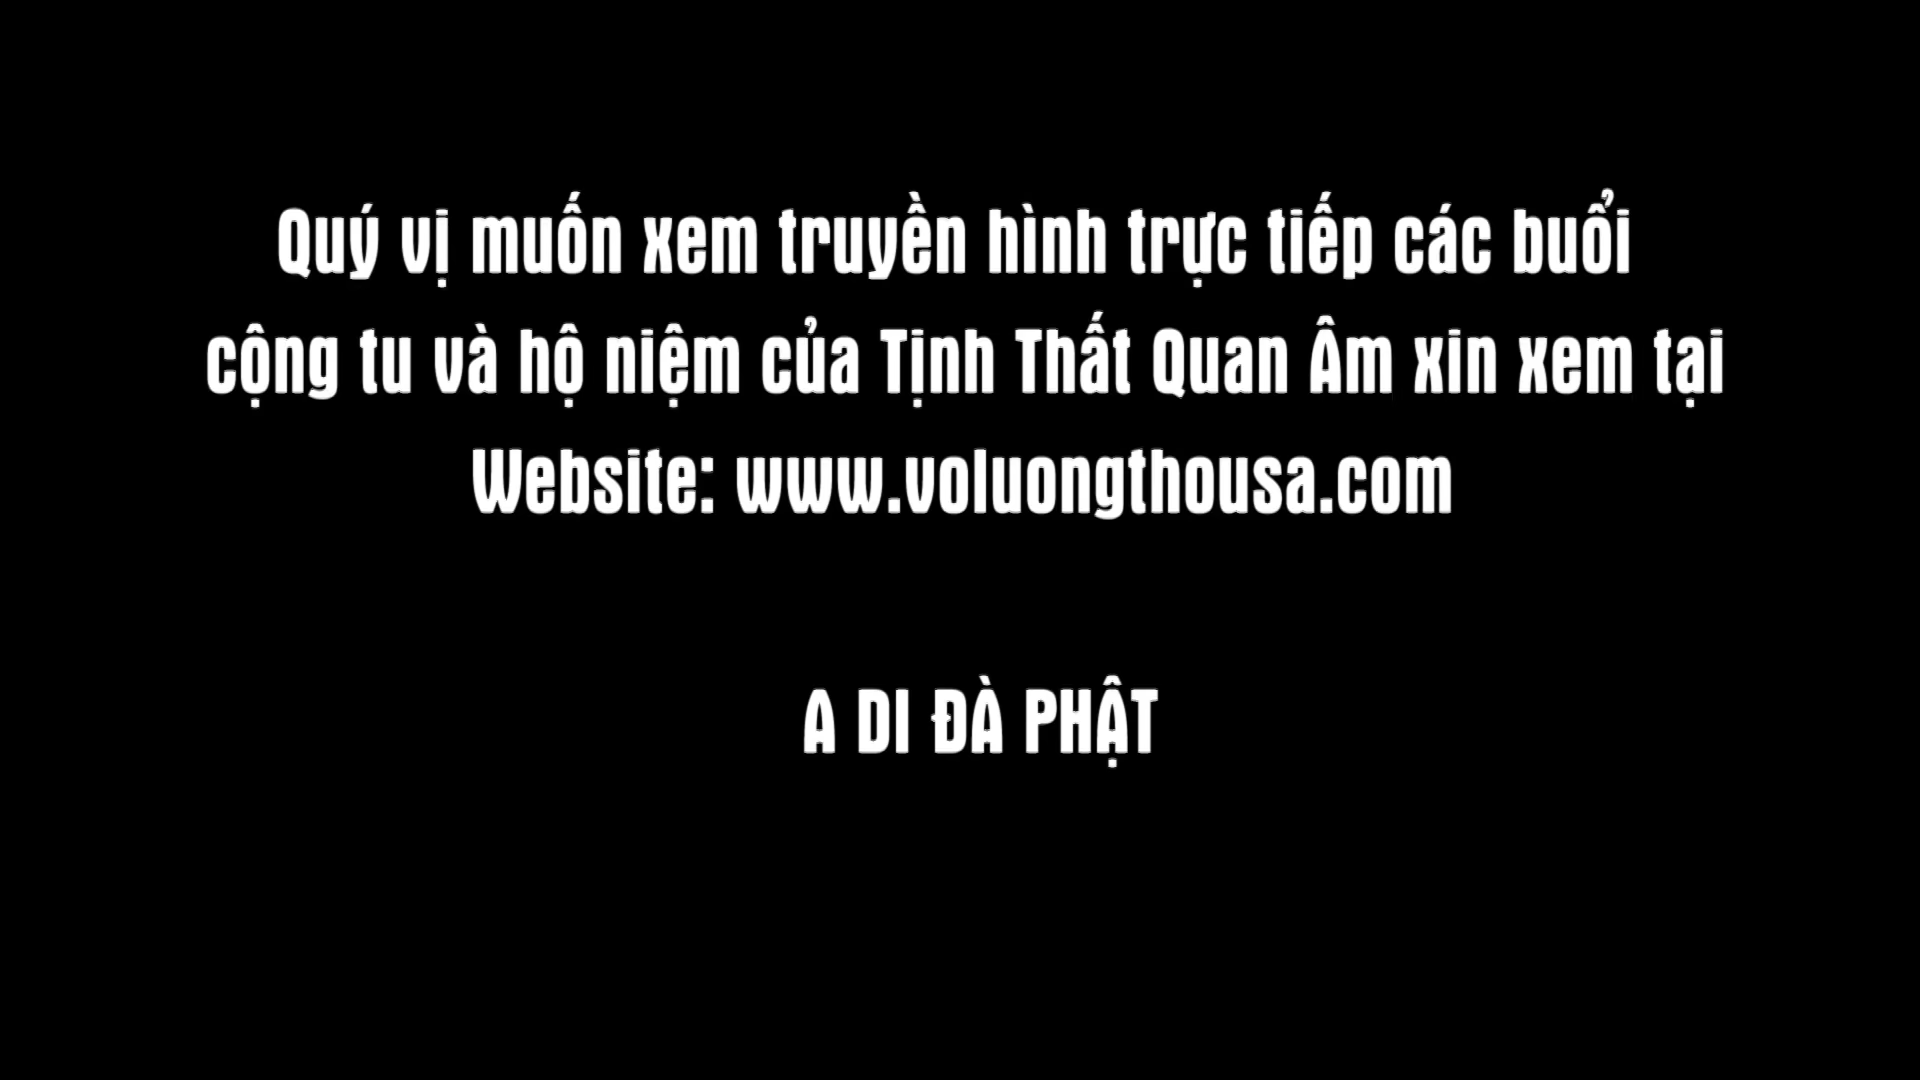 Quý vị muốn xem truyền hình trực tiếp các buổi
cộng tu và hộ niệm của Tịnh Thất Quan Âm xin xem tại
Website: www.voluongthousa.com
A DI ĐÀ PHẬT